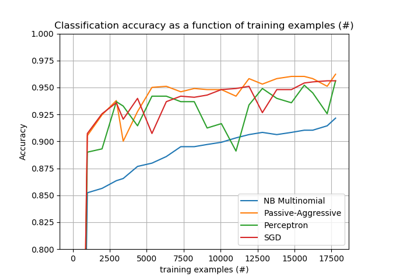 Classification accuracy as a function of training examples (#)
1.000
0.975
0.950
0.925
0.900
0.875
0.850
0.825
0.800
Accuracy
NB Multinomial
Passive-Aggressive
Perceptron
SGD
0 2500 5000 7500 10000 12500 15000 17500
training examples (#)